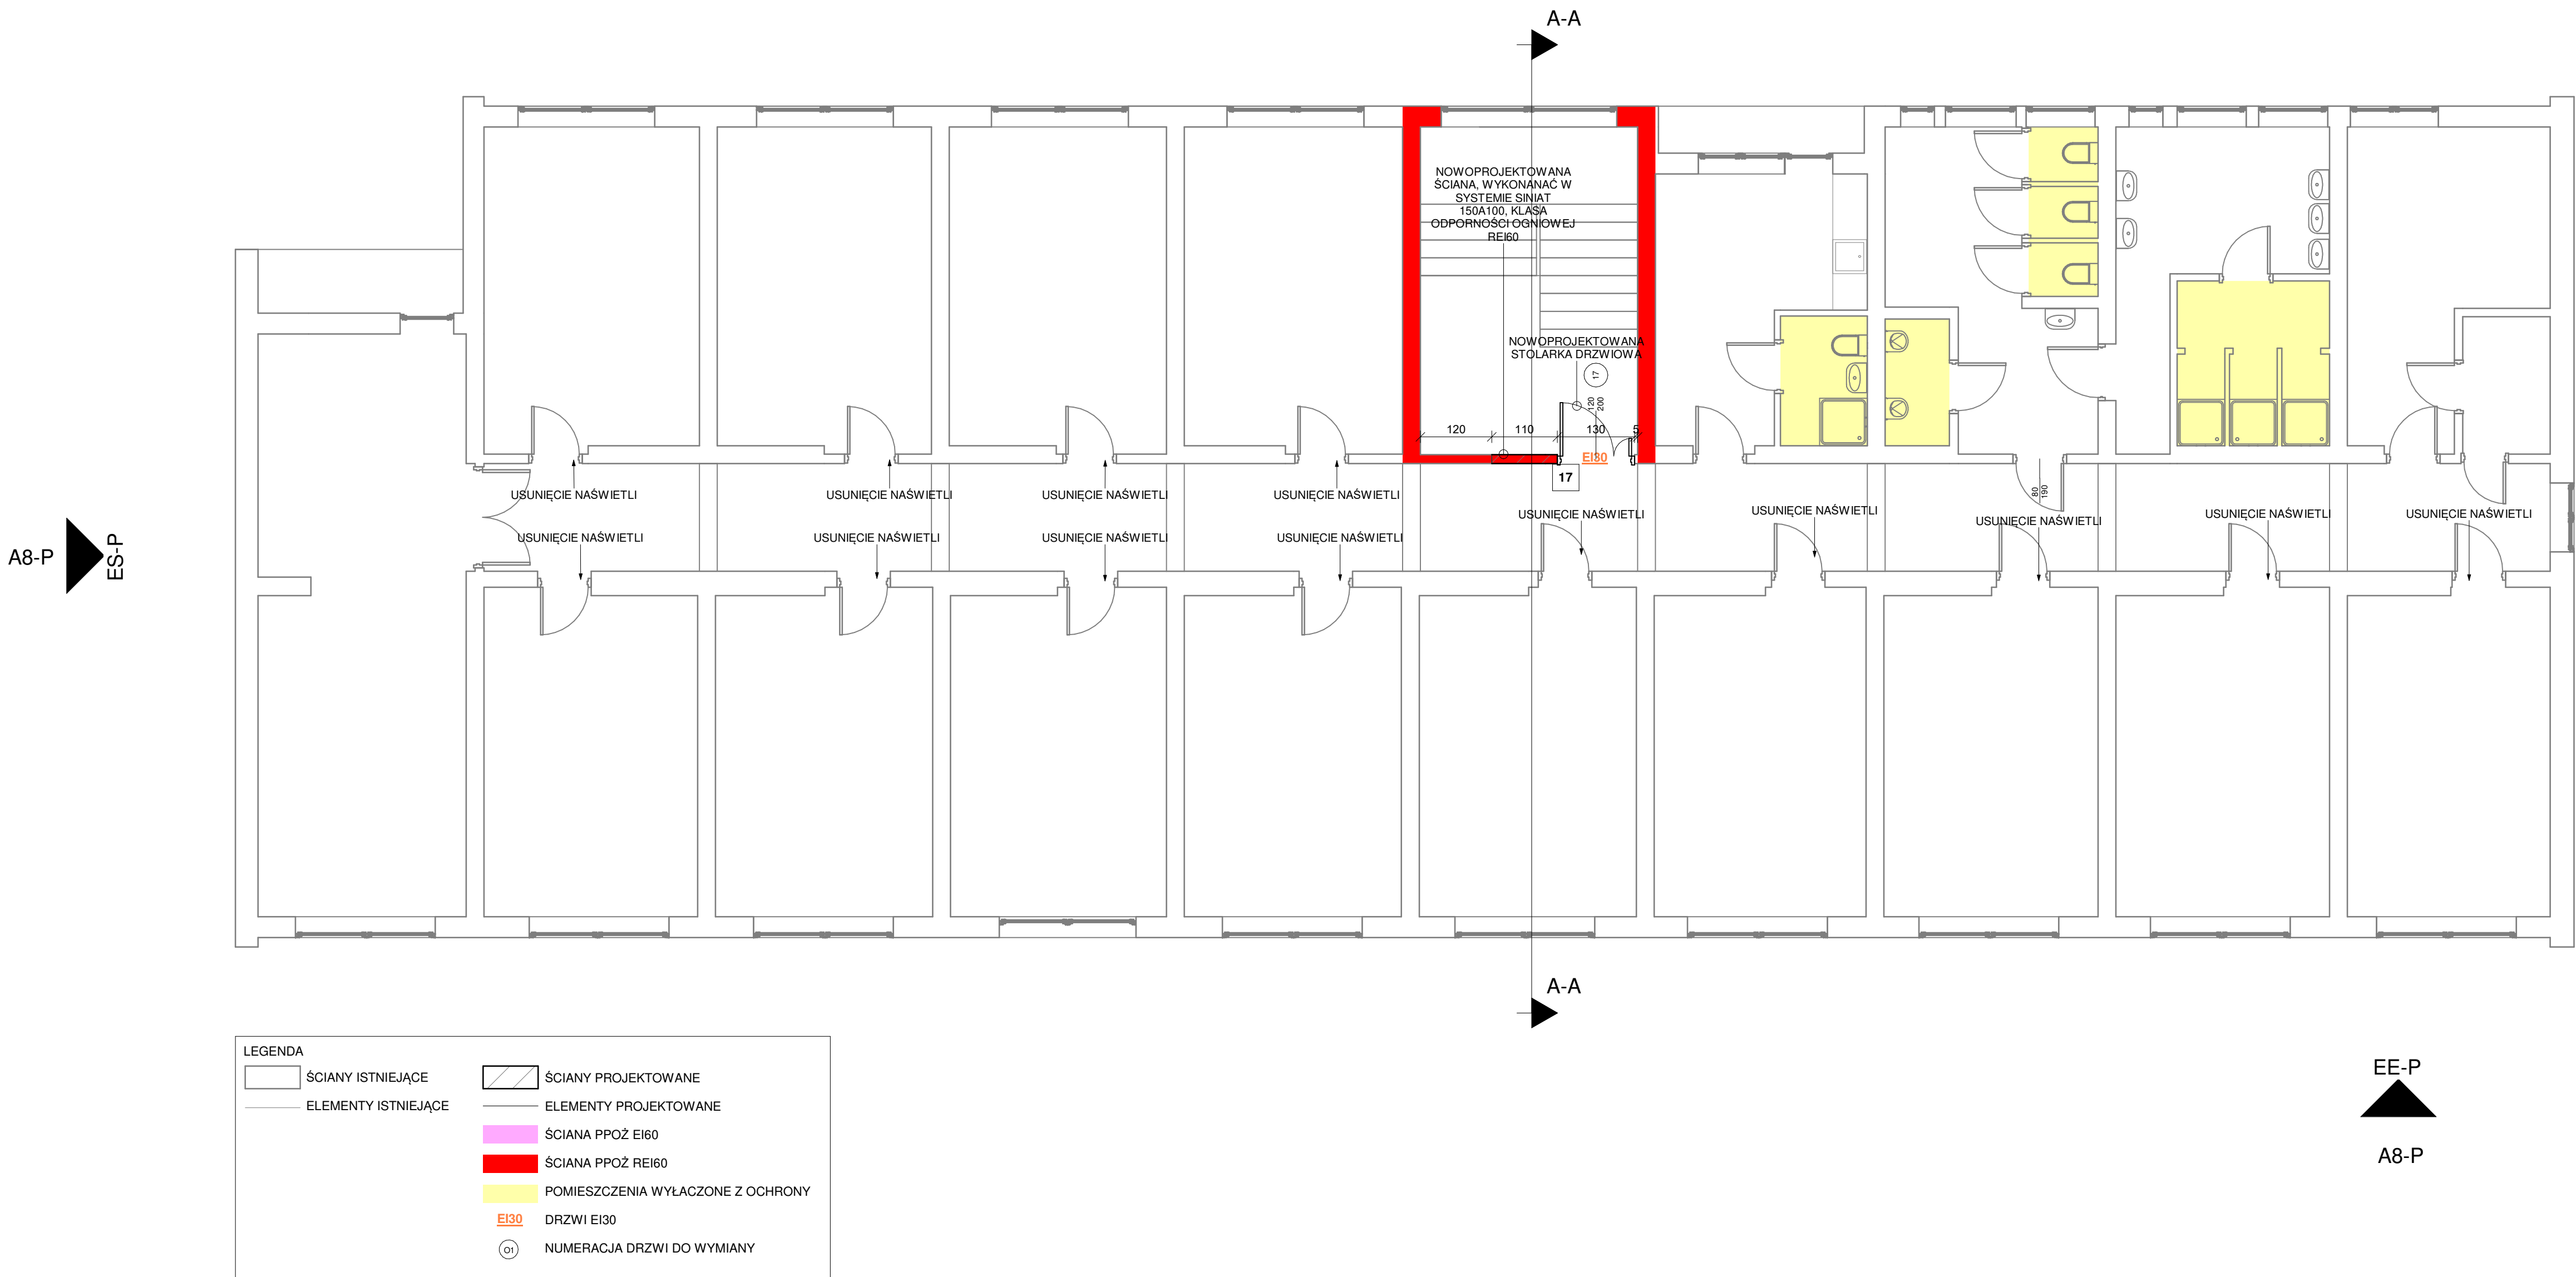 A-A
NOWOPROJEKTOWANA
ŚCIANA, WYKONANAĆ W
SYSTEMIE SINIAT
150A100, KLASA
ODPORNOŚCI OGNIOWEJ
REI60
NOWOPROJEKTOWANA
STOLARKA DRZWIOWA
17
120
200
120
110
130
5
EI30
17
USUNIĘCIE NAŚWIETLI
USUNIĘCIE NAŚWIETLI
USUNIĘCIE NAŚWIETLI
USUNIĘCIE NAŚWIETLI
80
190
USUNIĘCIE NAŚWIETLI
USUNIĘCIE NAŚWIETLI
USUNIĘCIE NAŚWIETLI
USUNIĘCIE NAŚWIETLI
USUNIĘCIE NAŚWIETLI
USUNIĘCIE NAŚWIETLI
USUNIĘCIE NAŚWIETLI
USUNIĘCIE NAŚWIETLI
USUNIĘCIE NAŚWIETLI
A8-P
ES-P
A-A
LEGENDA
ŚCIANY ISTNIEJĄCE
ELEMENTY ISTNIEJĄCE
ŚCIANY PROJEKTOWANE
ELEMENTY PROJEKTOWANE
ŚCIANA PPOŻ EI60
ŚCIANA PPOŻ REI60
POMIESZCZENIA WYŁACZONE Z OCHRONY
EI30 DRZWI EI30
O1 NUMERACJA DRZWI DO WYMIANY
EE-P
A8-P